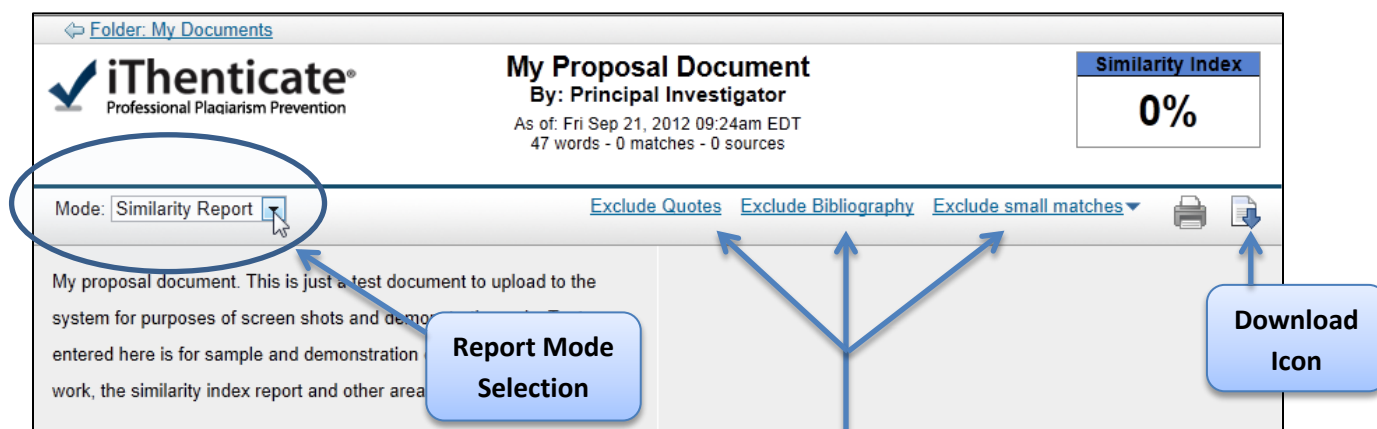 Folder: My Documents
iThenticate®
Professional Plagiarism Prevention
My Proposal Document
By: Principal Investigator
As of: Fri Sep 21, 2012 09:24am EDT
47 words - 0 matches - 0 sources
Similarity Index
0%
Mode: Similarity Report
Exclude Quotes Exclude Bibliography Exclude small matches
My proposal document. This is just a test document to upload to the
system for purposes of screen shots and
entered here is for sample and demonstration
work, the similarity index report and other
Report Mode
Selection
Download
Icon